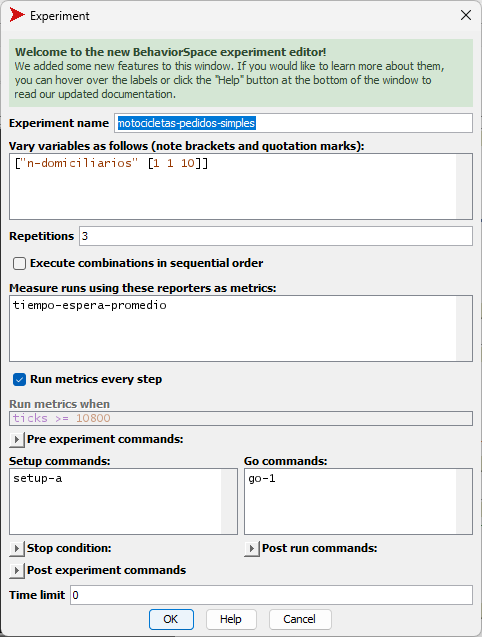 Experiment
Welcome to the new BehaviorSpace experiment editor!
We added some new features to this window. If you would like to learn more about them,
you can hover over the labels or click the "Help" button at the bottom of the window to
read our updated documentation.
Experiment name motocicletas-pedidos-simples
Vary variables as follows (note brackets and quotation marks):
["n-domiciliarios" [1 1 10]]
Repetitions 3
Execute combinations in sequential order
Measure runs using these reporters as metrics:
tiempo-espera-promedio
Run metrics every step
Run metrics when
ticks >= 10800
Pre experiment commands:
Setup commands: Go commands:
setup-a go-1
Stop condition: Post run commands:
Post experiment commands
Time limit 0
OK Help Cancel